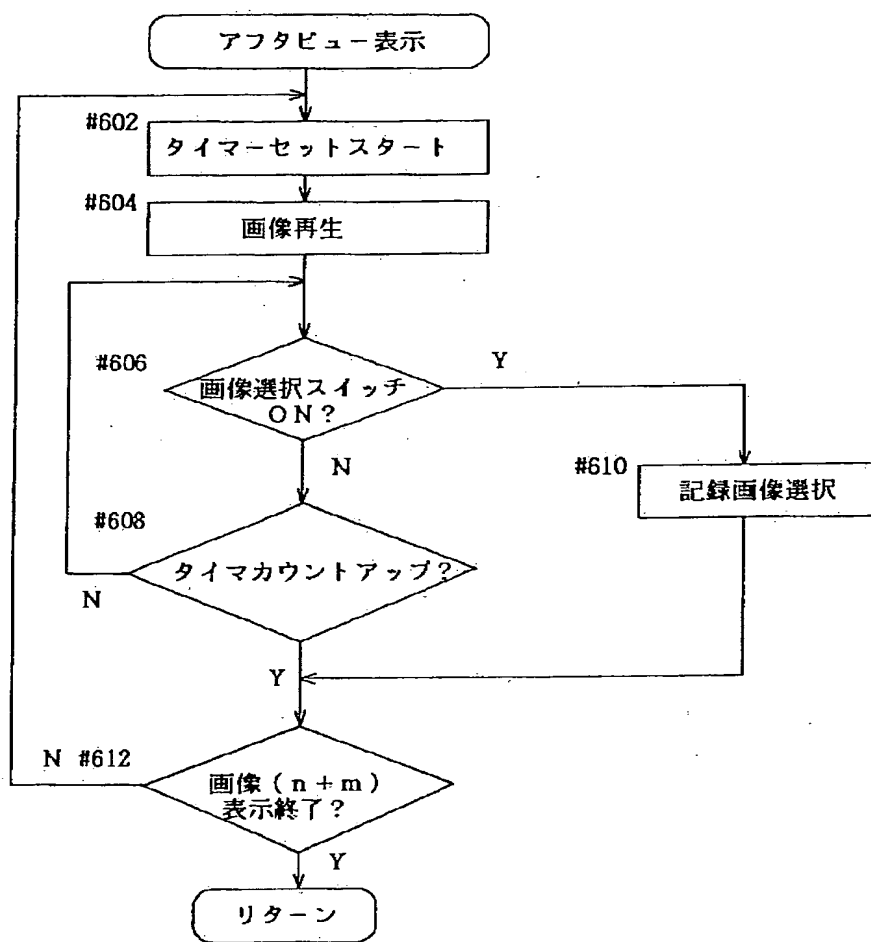 アフタビュー表示
#602
タイマーセットスタート
#604
画像再生
#606
Y
画像選択スイッチ
ON?
N
#610
記録画像選択
#608
タイマカウントアップ?
N
Y
N #612
画像(n+m)
表示終了?
Y
リターン